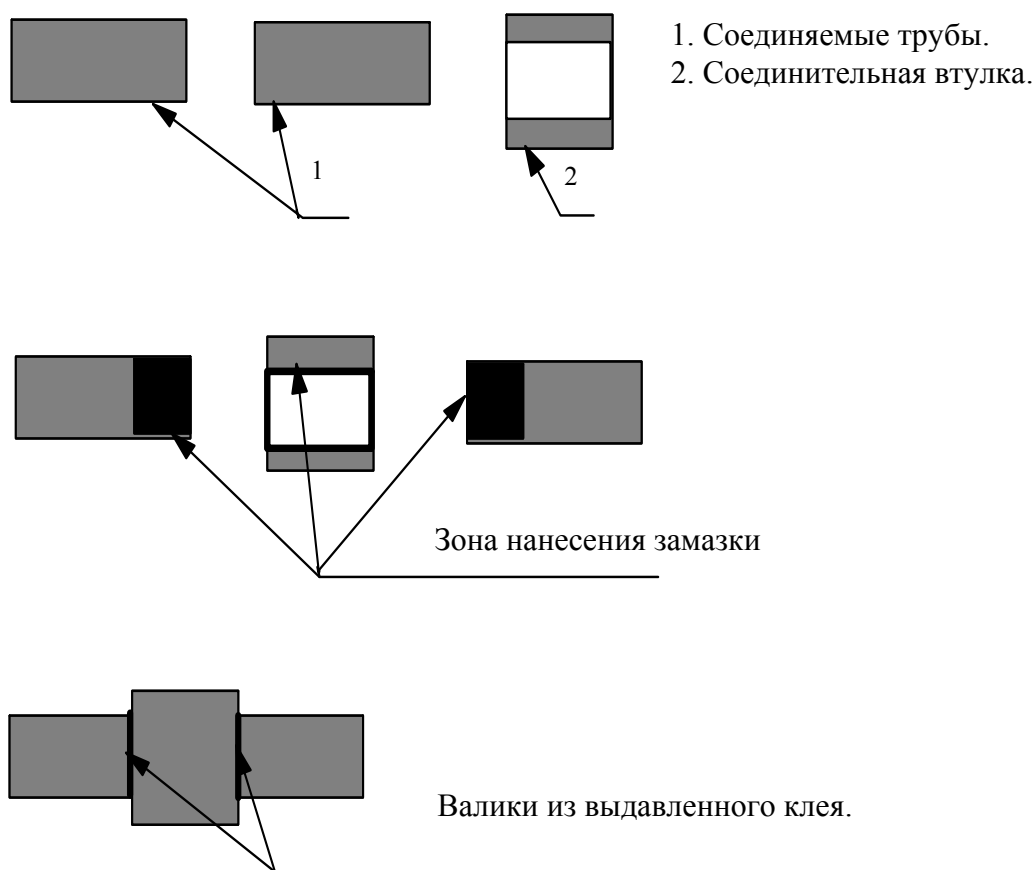 1. Соединяемые трубы.
2. Соединительная втулка.
1
2
Зона нанесения замазки
Валики из выдавленного клея.